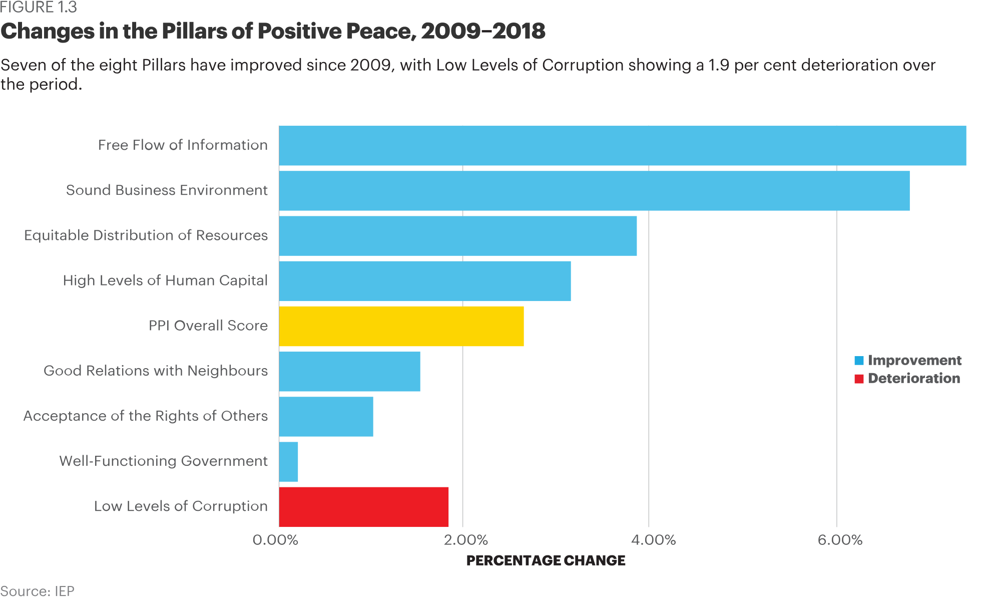 FIGURE 1.3
Changes in the Pillars of Positive Peace, 2009–2018
Seven of the eight Pillars have improved since 2009, with Low Levels of Corruption showing a 1.9 per cent deterioration over
the period.
Free Flow of Information
Sound Business Environment
Equitable Distribution of Resources
High Levels of Human Capital
PPI Overall Score
Good Relations with Neighbours
Improvement
Deterioration
Acceptance of the Rights of Others
Well-Functioning Government
Low Levels of Corruption
0.00% 2.00% 4.00% 6.00%
PERCENTAGE CHANGE
Source: IEP